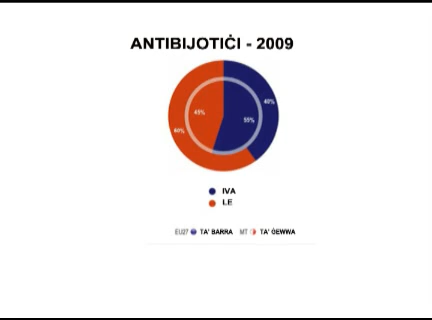 ANTIBIJOTIĊI - 2009
40%
45%
55%
60%
IVA
LE
EU27 TA' BARRA MT TA' ĠEWWA